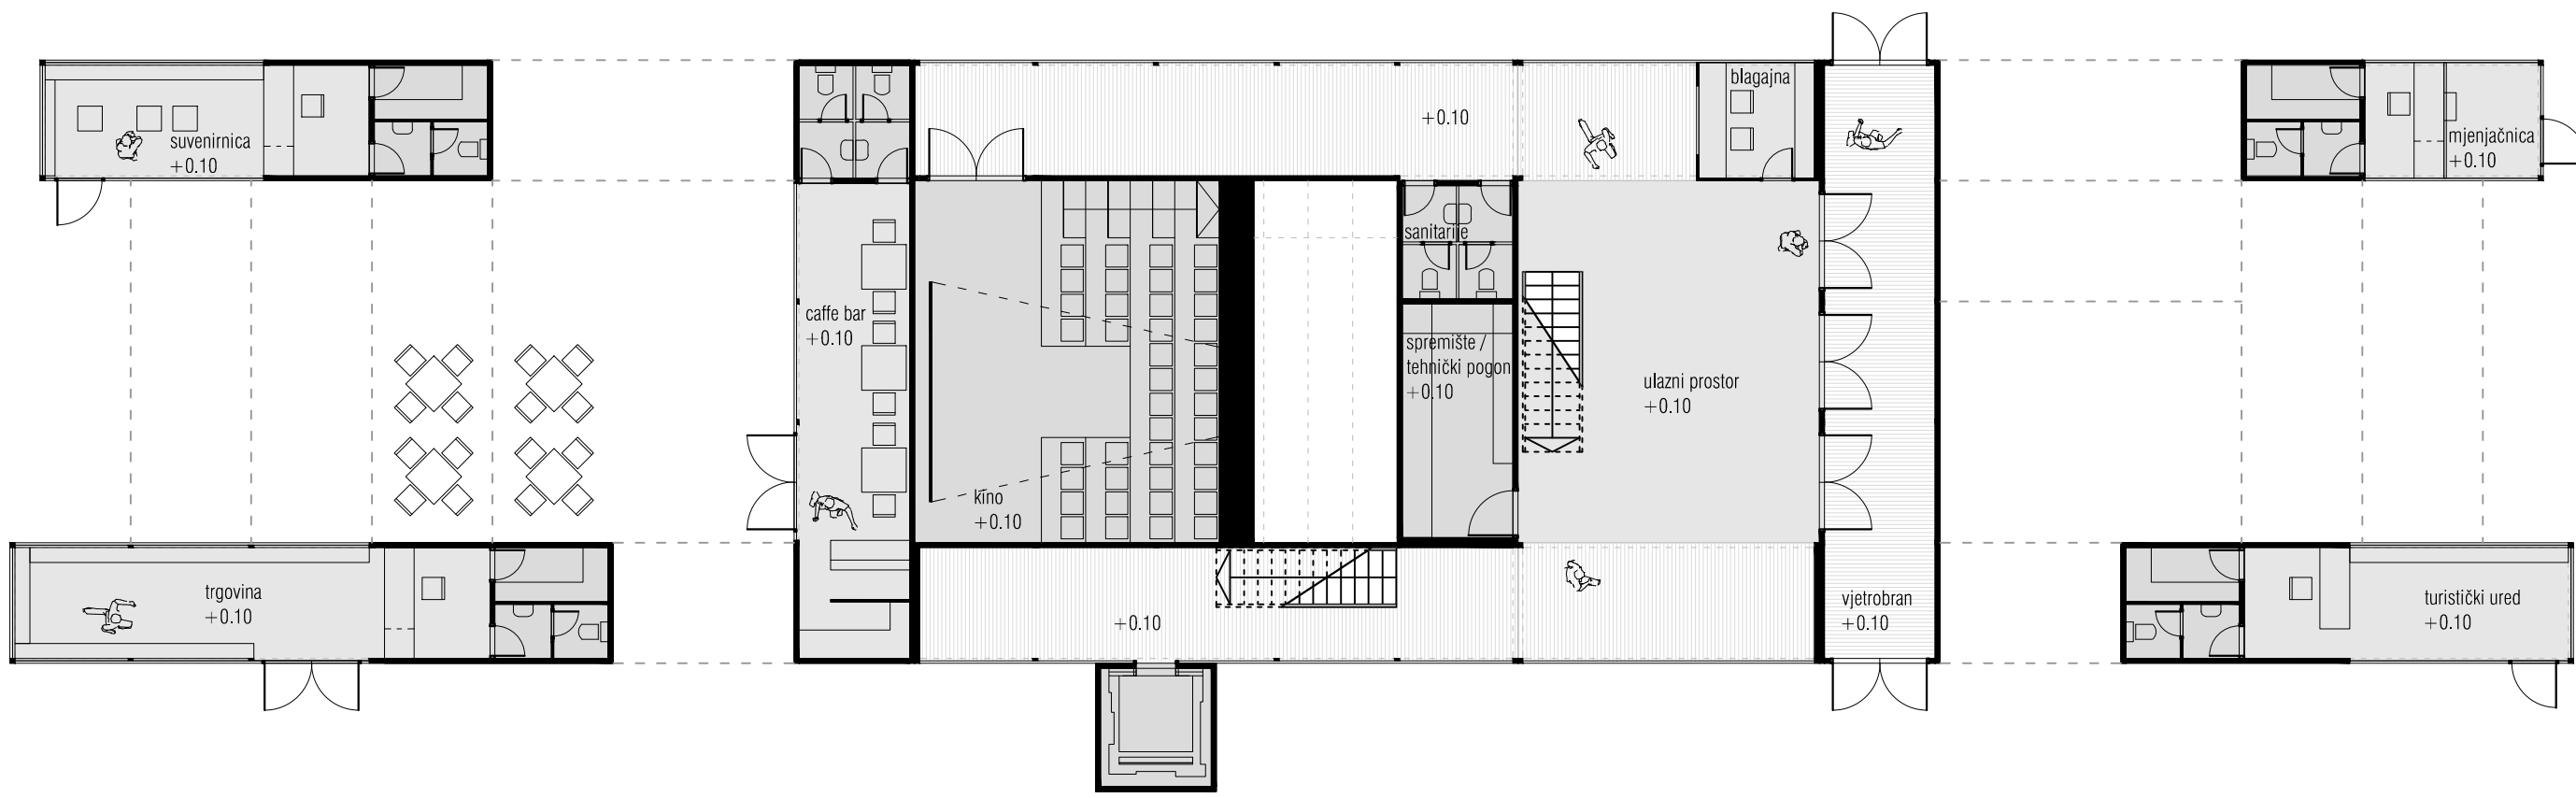 suvenirnica
+0.10
trgovina
+0.10
caffe bar
+0.10
kino
+0.10
+0.10
+0.10
sanitarije
spremište /
tehnički pogon
+0.10
blagajna
ulazni prostor
+0.10
vjetrobran
+0.10
mjenjačnica
+0.10
turistički ured
+0.10